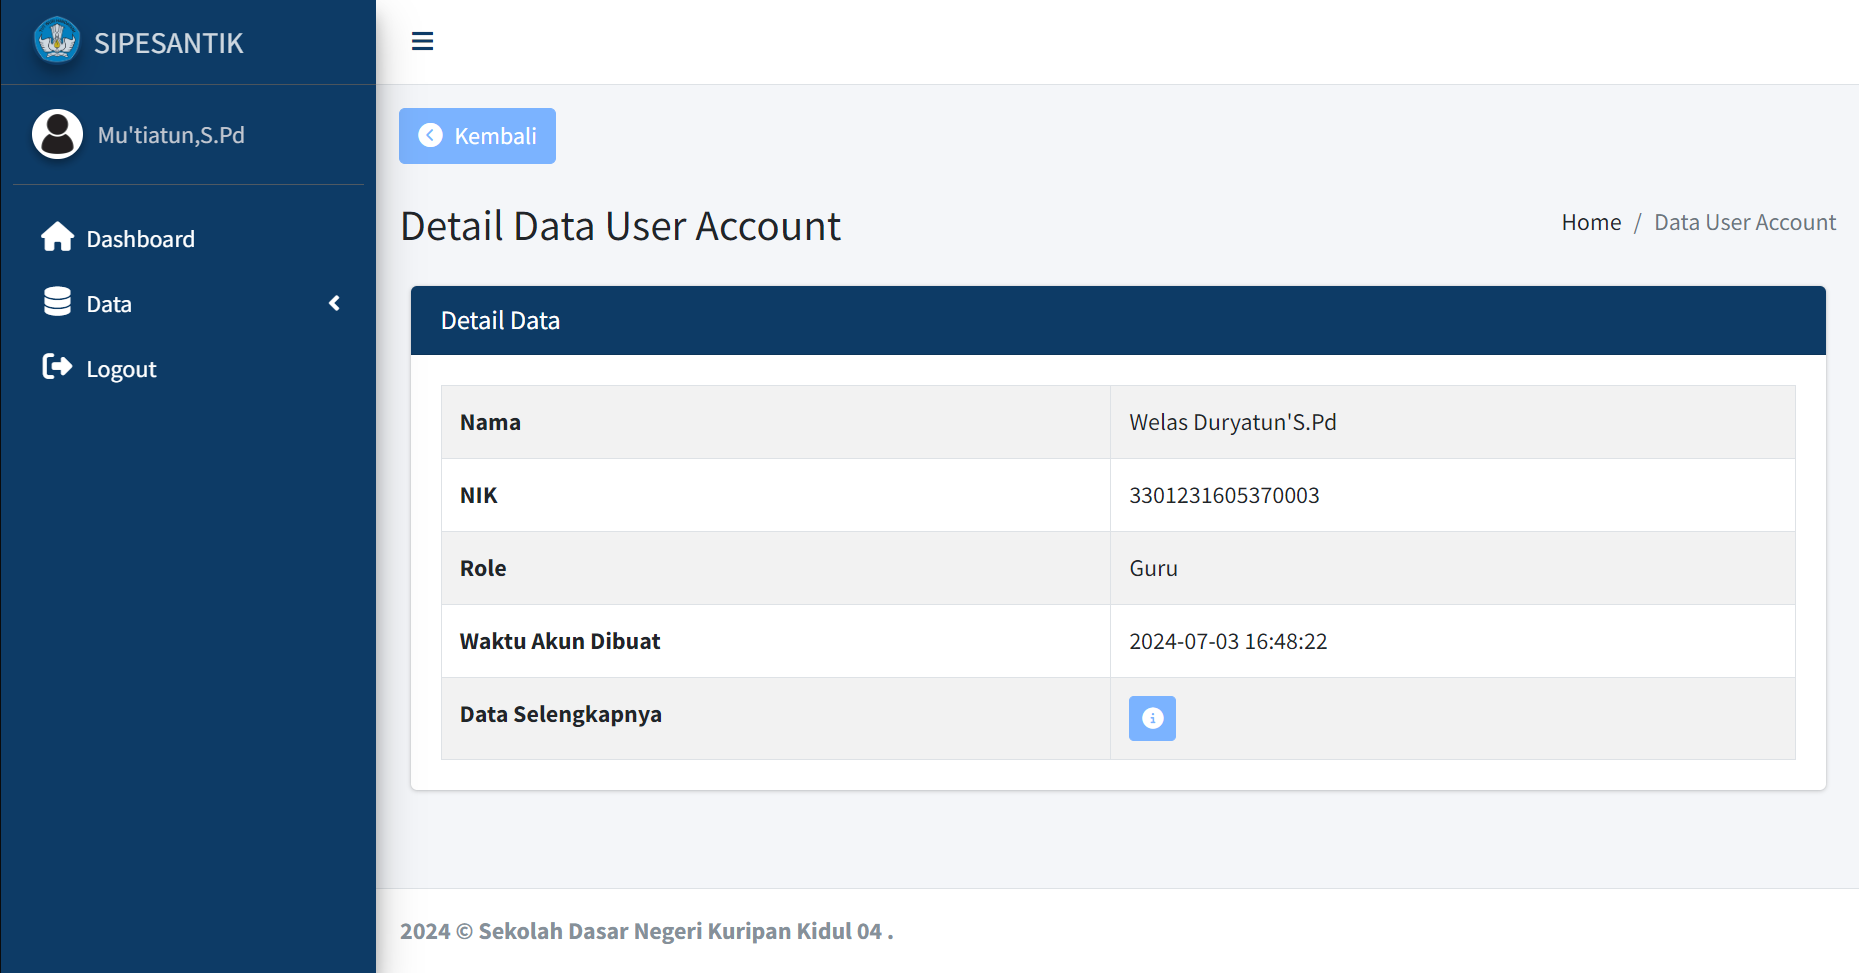 SIPESANTIK
Mu'tiatun,S.Pd
Dashboard
Data
Logout
Kembali
Detail Data User Account
Home / Data User Account
Detail Data
Nama Welas Duryatun'S.Pd
NIK 3301231605370003
Role Guru
Waktu Akun Dibuat 2024-07-03 16:48:22
Data Selengkapnya
2024 © Sekolah Dasar Negeri Kuripan Kidul 04 .